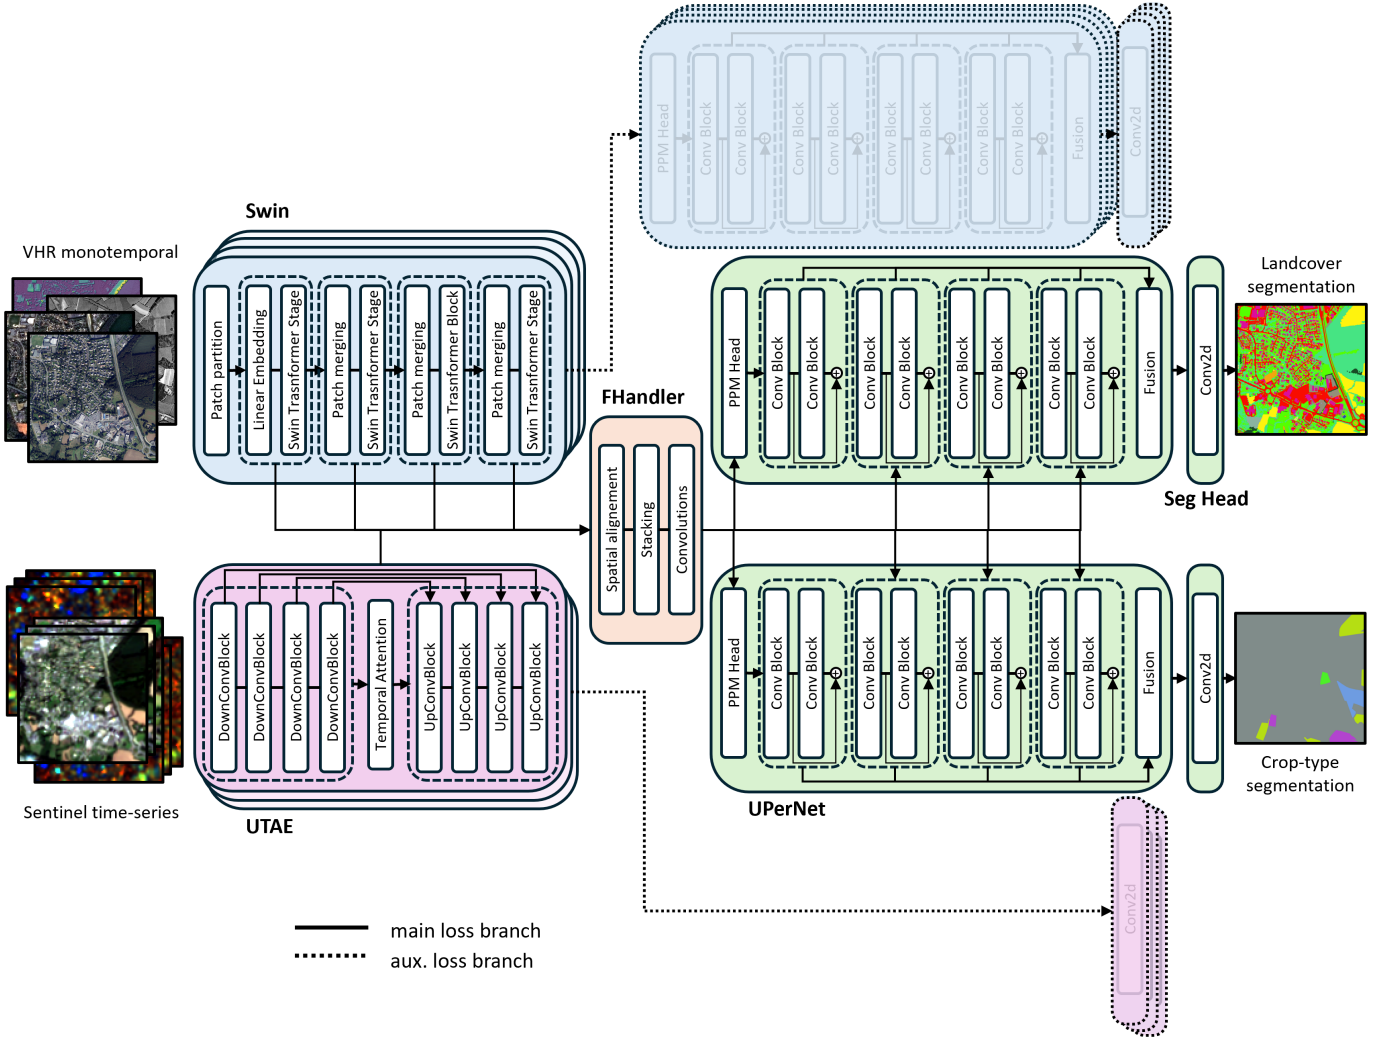 PPM Head
Conv Block
Conv Block
Conv Block
Conv Block
Conv Block
Conv Block
Conv Block
Conv Block
Fusion
Conv2d
Swin
VHR monotemporal
Patch partition
Linear Embedding
Swin Trasnformer Stage
Patch merging
Swin Trasnformer Stage
Patch merging
Swin Trasnformer Block
Patch merging
Swin Trasnformer Stage
FHandler
Spatial alignement
Stacking
Convolutions
PPM Head
Conv Block
Conv Block
Conv Block
Conv Block
Conv Block
Conv Block
Conv Block
Conv Block
Fusion
Conv2d
Landcover
segmentation
Seg Head
DownConvBlock
DownConvBlock
DownConvBlock
DownConvBlock
Temporal Attention
UpConvBlock
UpConvBlock
UpConvBlock
UpConvBlock
Sentinel time-series
UTAE
PPM Head
Conv Block
Conv Block
Conv Block
Conv Block
Conv Block
Conv Block
Conv Block
Conv Block
Fusion
Conv2d
UPerNet
Crop-type
segmentation
Conv2d
main loss branch
aux. loss branch